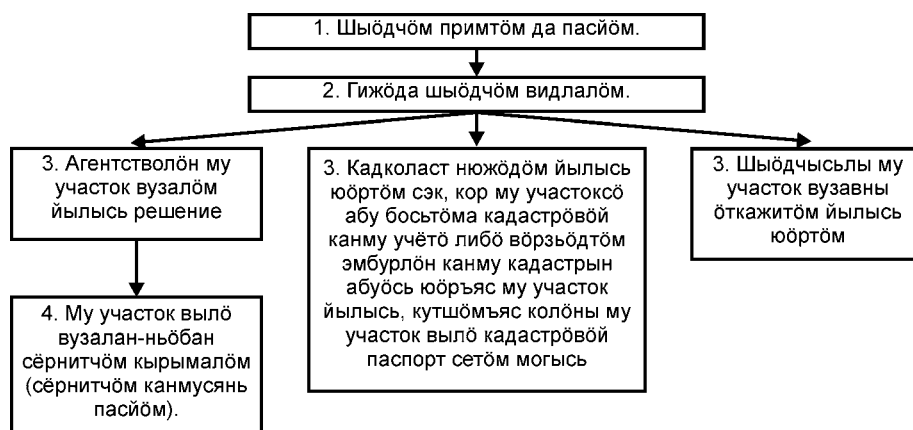 1. Шыӧдчӧм примтӧм да пасйӧм.
2. Гижӧда шыӧдчӧм видлалӧм.
3. Агентстволӧн му
участок вузалӧм
йылысь решение
3. Кадколаст нюжӧдӧм йылысь
юӧртӧм сэк, кор му участоксӧ
абу босьтӧма кадастрӧвӧй
канму учётӧ либӧ вӧрзьӧдтӧм
эмбурлӧн канму кадастрын
абуӧсь юӧръяс му участок
йылысь, кутшӧмъяс колӧны му
участок вылӧ кадастрӧвӧй
паспорт сетӧм могысь
3. Шыӧдчысьлы му
участок вузавны
ӧткажитӧм йылысь
юӧртӧм
4. Му участок вылӧ
вузалан-ньӧбан
сёрнитчӧм кырымалӧм
(сёрнитчӧм канмусянь
пасйӧм).